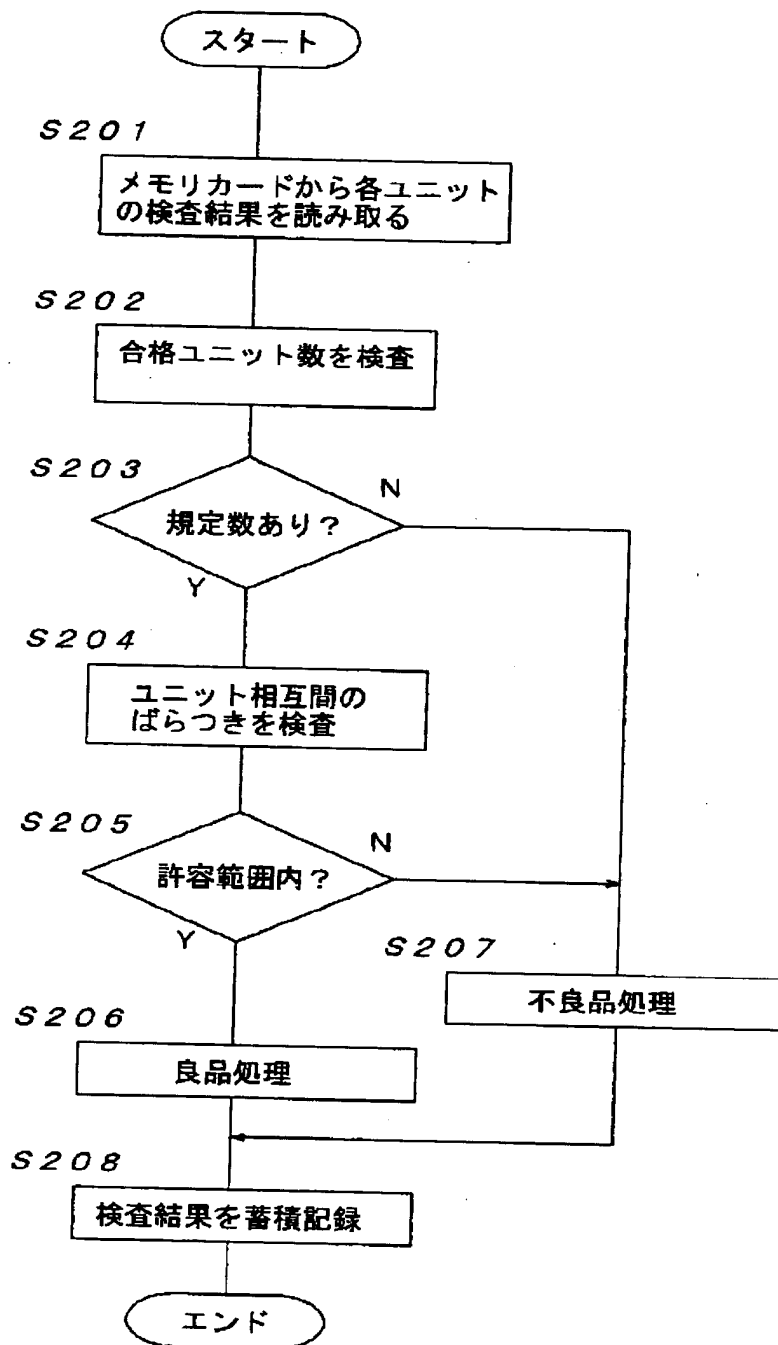 スタート
S201
メモリカードから各ユニット
の検査結果を読み取る
S202
合格ユニット数を検査
S203
N
規定数あり?
Y
S204
ユニット相互間の
ばらつきを検査
S205
N
許容範囲内?
Y
S207
不良品処理
S206
良品処理
S208
検査結果を蓄積記録
エンド